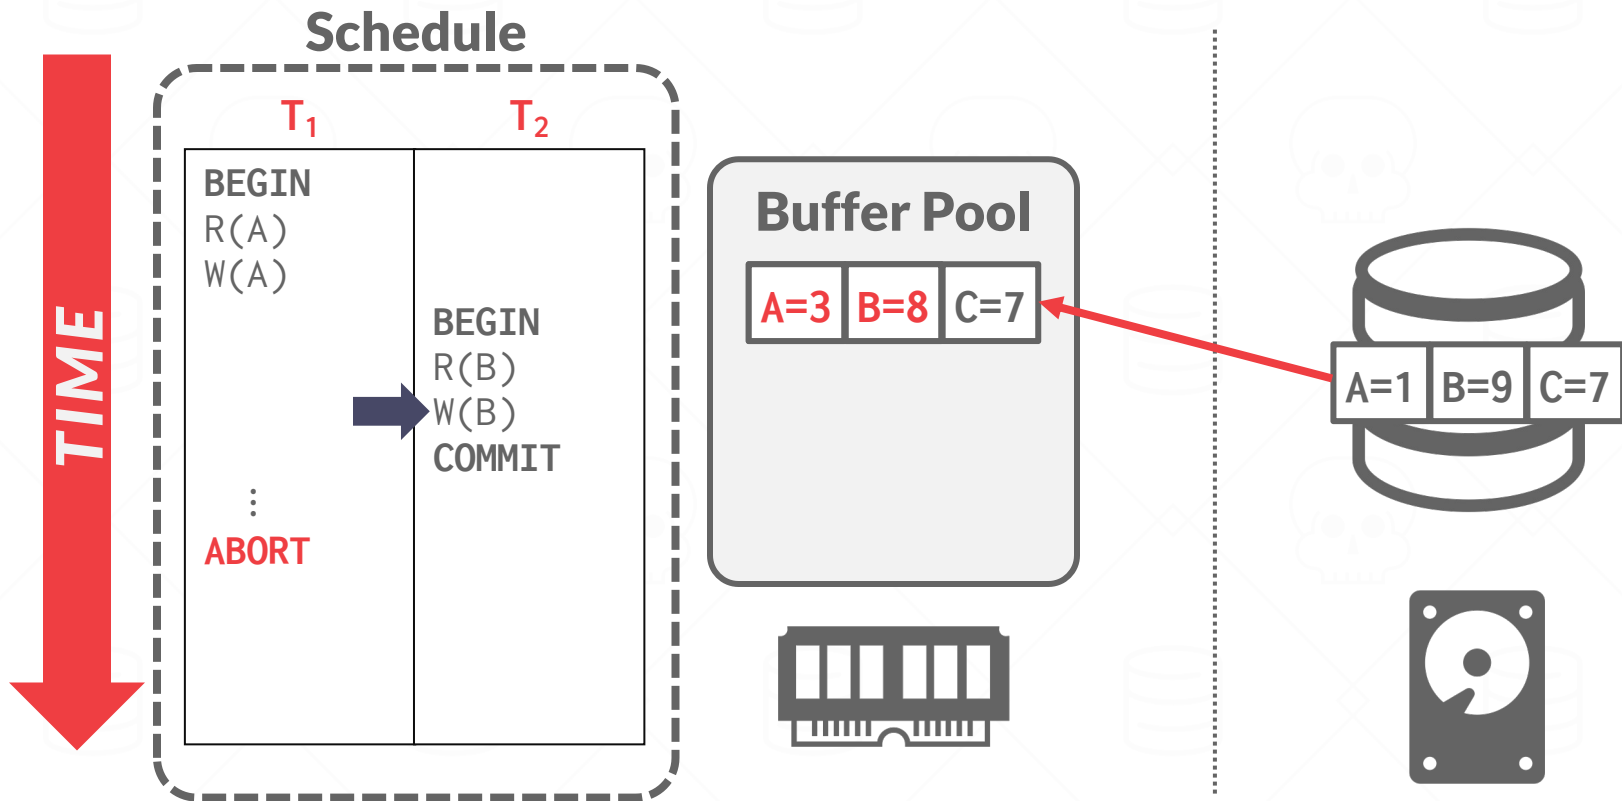 Schedule
TIME
T₁ T₂
BEGIN
R(A)
W(A)
BEGIN
R(B)
W(B)
COMMIT
⋮
ABORT
Buffer Pool
A=3 B=8 C=7
A=1 B=9 C=7